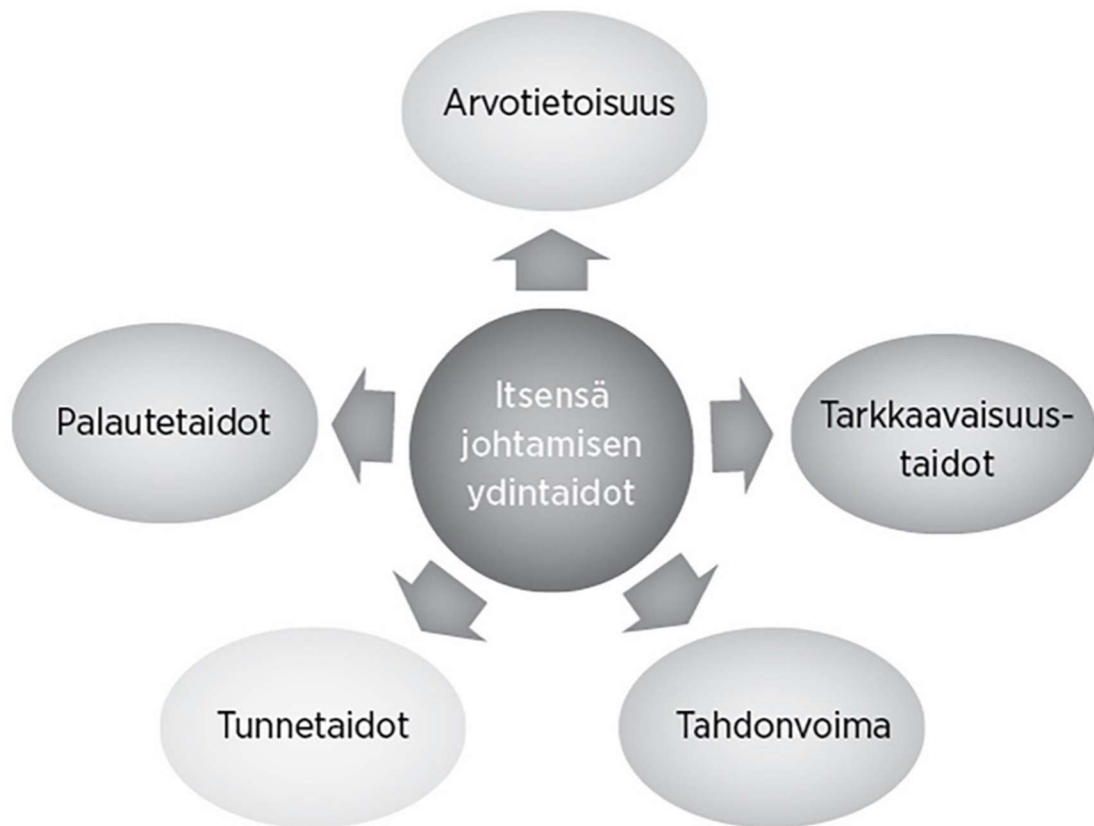 Arvotietoisuus
Palautetaidot
Itsensä
johtamisen
ydintaidot
Tarkkaavaisuus-
taidot
Tunnetaidot
Tahdonvoima